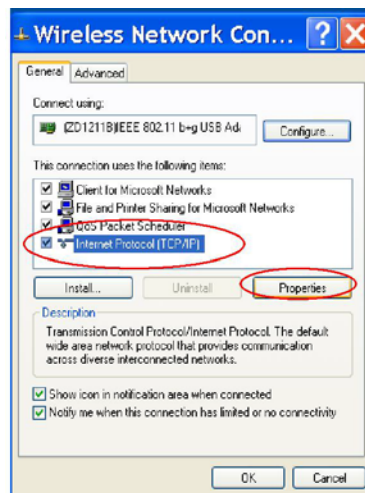 Wireless Network Con...
General Advanced
Connect using:
(ZD1211B)IEEE 802.11 b+g USB Ada
Configure...
This connection uses the following items:
Client for Microsoft Networks
File and Printer Sharing for Microsoft Networks
QoS Packet Scheduler
Internet Protocol (TCP/IP)
Install... Uninstall Properties
Description
Transmission Control Protocol/Internet Protocol. The default
wide area network protocol that provides communication
across diverse interconnected networks.
Show icon in notification area when connected
Notify me when this connection has limited or no connectivity
OK Cancel